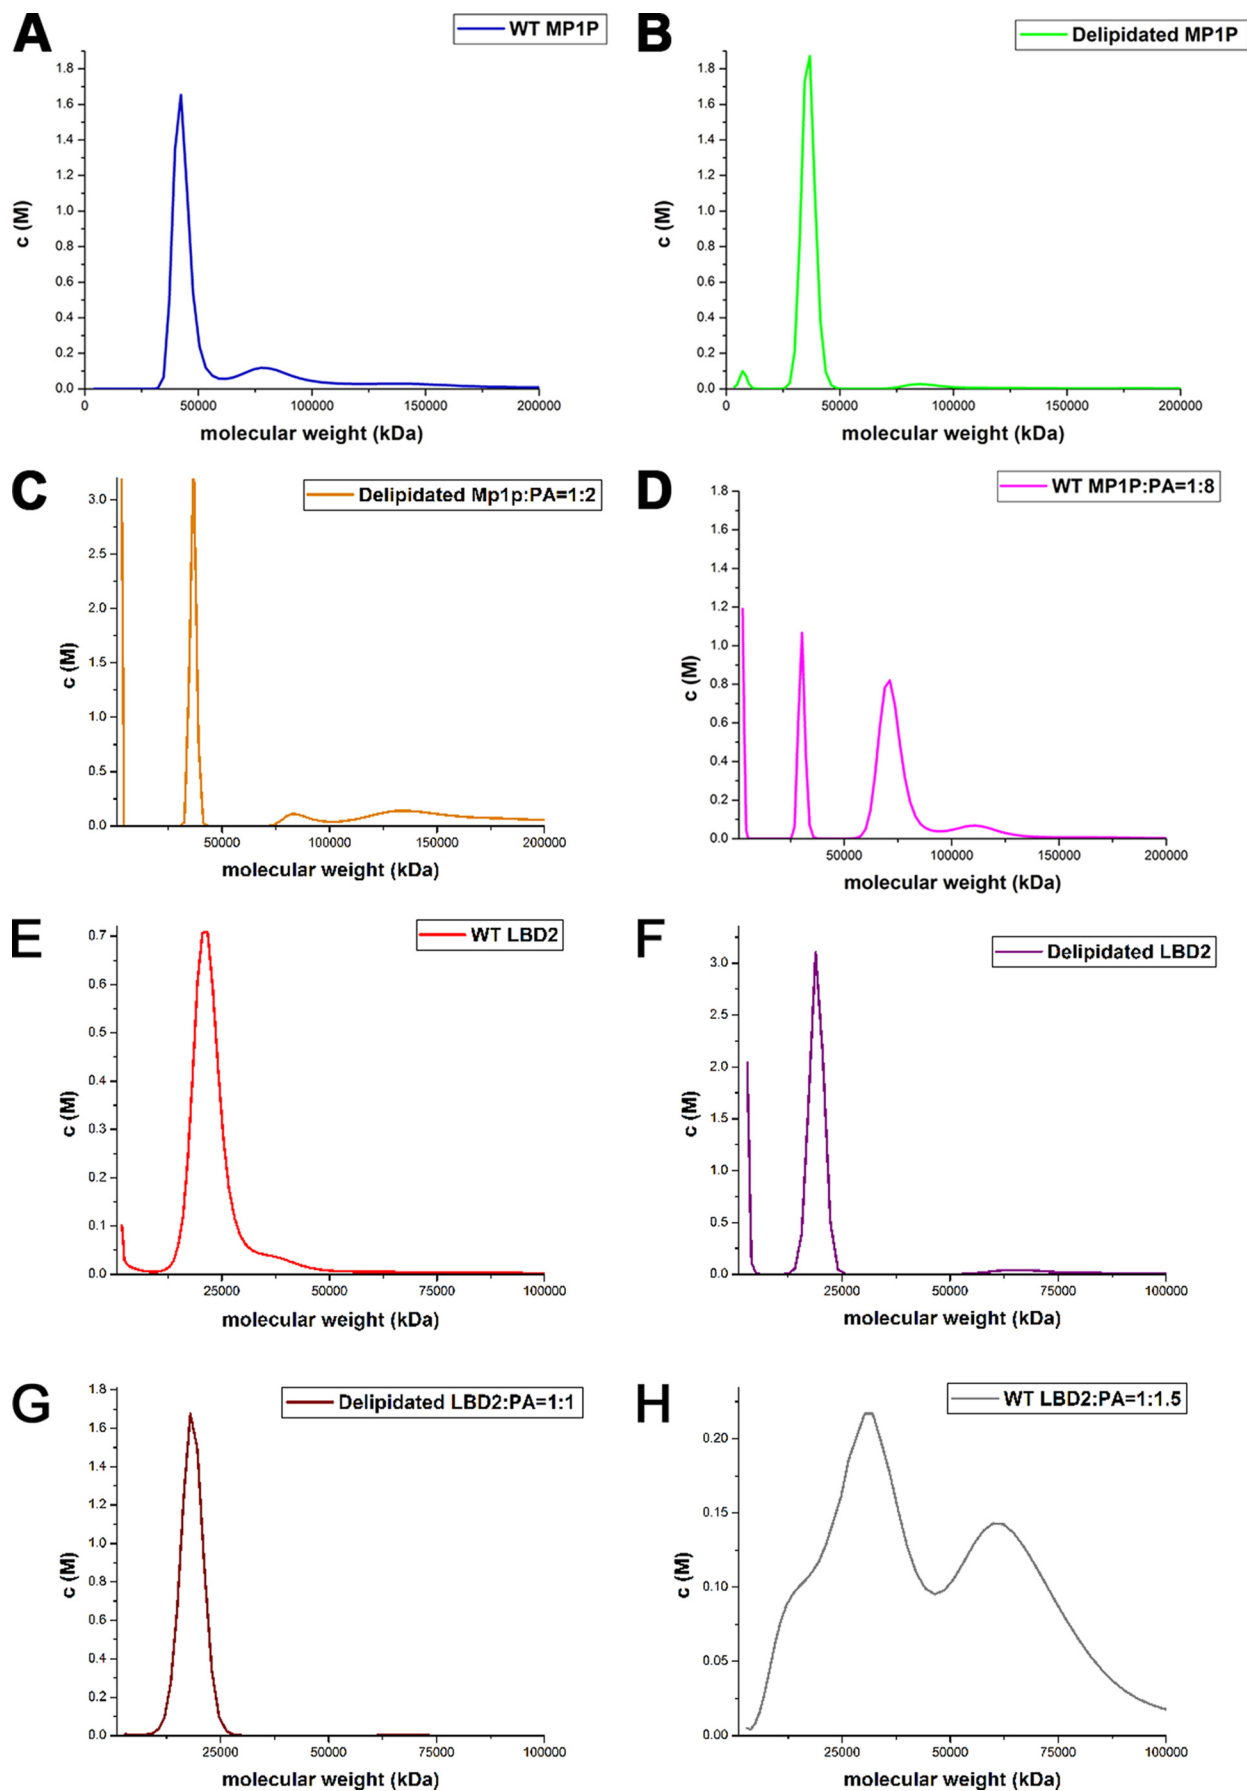 A
WT MP1P
1.8
1.6
1.4
1.2
1.0
0.8
0.6
0.4
0.2
0.0
c (M)
0 50000 100000 150000 200000
molecular weight (kDa)
B
Delipidated MP1P
1.8
1.6
1.4
1.2
1.0
0.8
0.6
0.4
0.2
0.0
c (M)
0 50000 100000 150000 200000
molecular weight (kDa)
C
Delipidated Mp1p:PA=1:2
3.0
2.5
2.0
1.5
1.0
0.5
0.0
c (M)
50000 100000 150000 200000
molecular weight (kDa)
D
WT MP1P:PA=1:8
1.8
1.6
1.4
1.2
1.0
0.8
0.6
0.4
0.2
0.0
c (M)
50000 100000 150000 200000
molecular weight (kDa)
E
WT LBD2
0.7
0.6
0.5
0.4
0.3
0.2
0.1
0.0
c (M)
25000 50000 75000 100000
molecular weight (kDa)
F
Delipidated LBD2
3.0
2.5
2.0
1.5
1.0
0.5
0.0
c (M)
25000 50000 75000 100000
molecular weight (kDa)
G
Delipidated LBD2:PA=1:1
1.8
1.6
1.4
1.2
1.0
0.8
0.6
0.4
0.2
0.0
c (M)
25000 50000 75000 100000
molecular weight (kDa)
H
WT LBD2:PA=1:1.5
0.20
0.15
0.10
0.05
0.00
c (M)
25000 50000 75000 100000
molecular weight (kDa)